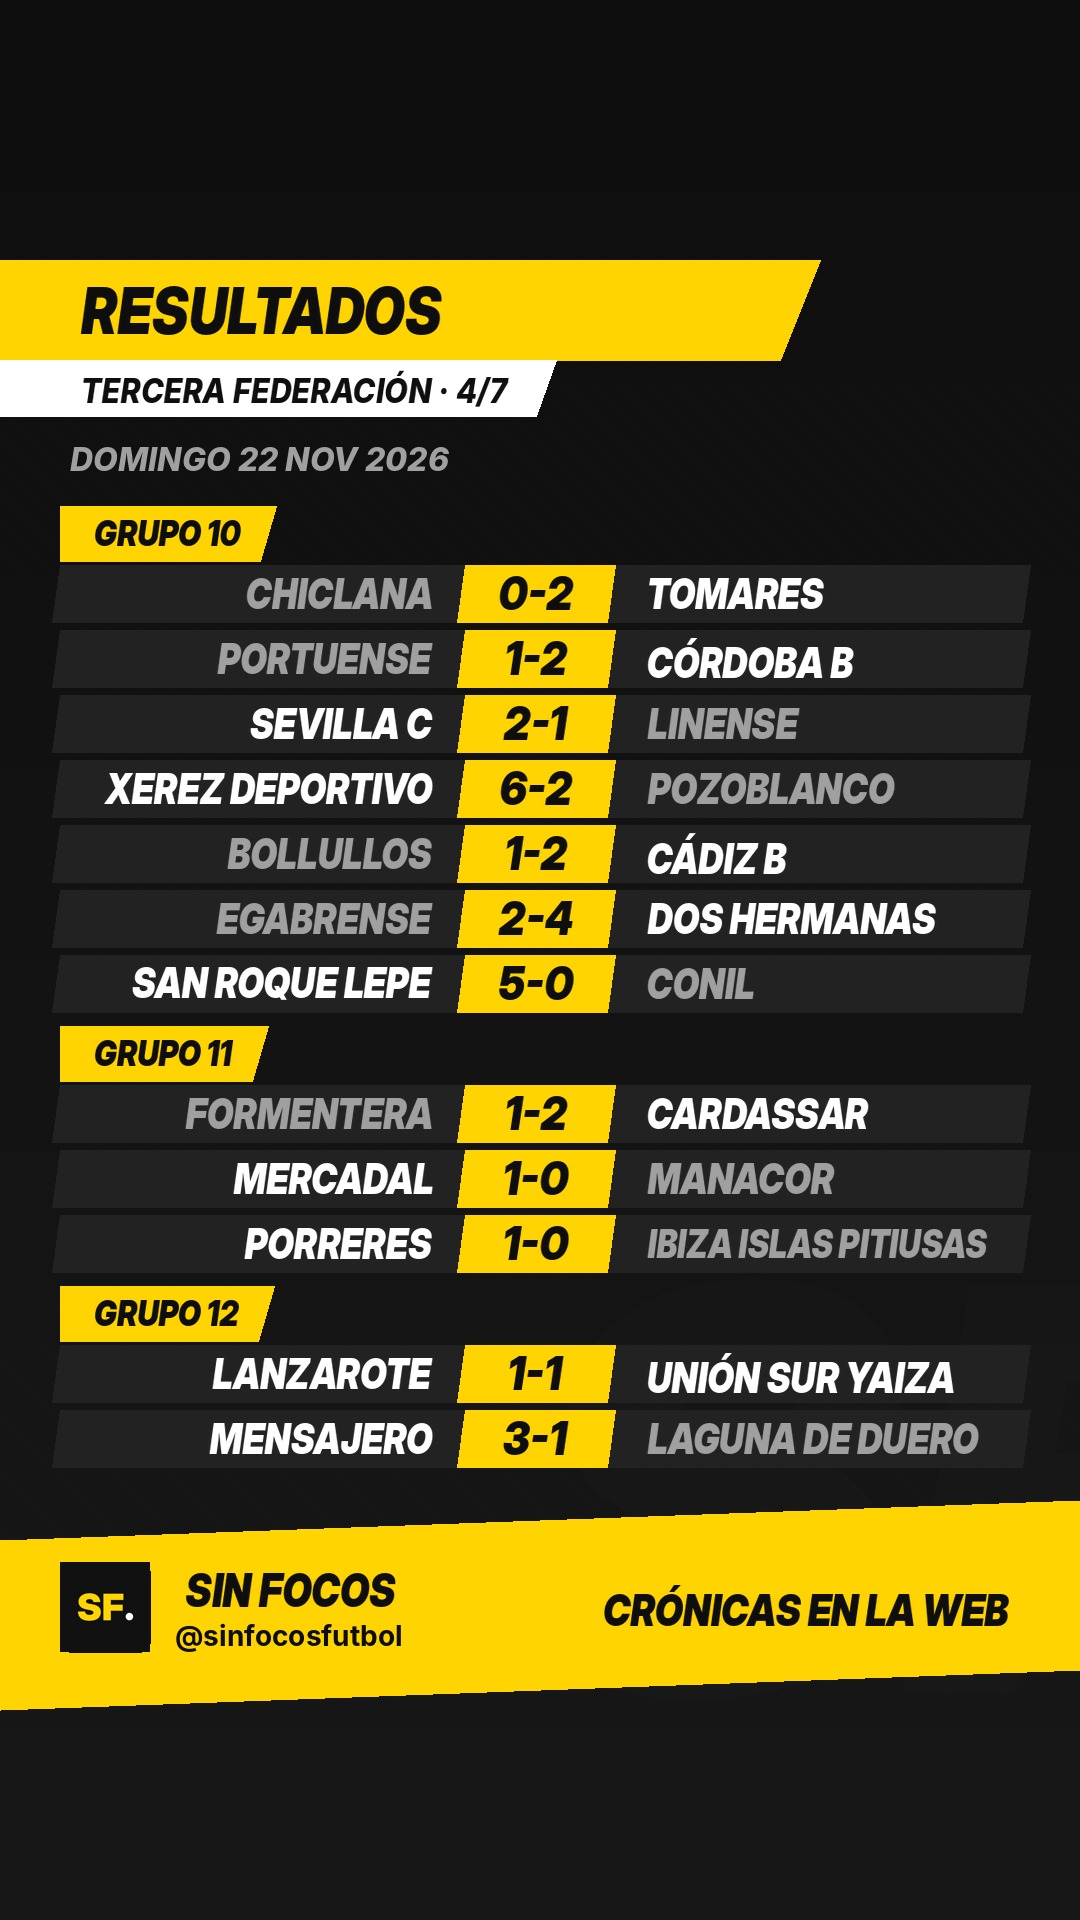 RESULTADOS
TERCERA FEDERACIÓN · 4/7
DOMINGO 22 NOV 2026
GRUPO 10
CHICLANA 0-2 TOMARES
PORTUENSE 1-2 CÓRDOBA B
SEVILLA C 2-1 LINENSE
XEREZ DEPORTIVO 6-2 POZOBLANCO
BOLLULLOS 1-2 CÁDIZ B
EGABRENSE 2-4 DOS HERMANAS
SAN ROQUE LEPE 5-0 CONIL
GRUPO 11
FORMENTERA 1-2 CARDASSAR
MERCADAL 1-0 MANACOR
PORRERES 1-0 IBIZA ISLAS PITIUSAS
GRUPO 12
LANZAROTE 1-1 UNIÓN SUR YAIZA
MENSAJERO 3-1 LAGUNA DE DUERO
SF.
SIN FOCOS
@sinfocosfutbol
CRÓNICAS EN LA WEB